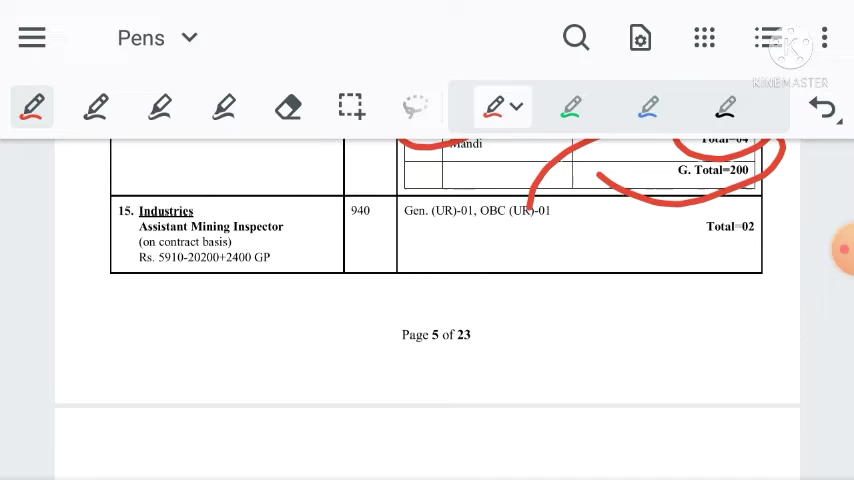 Pens
KINEMASTER
Mandi
Total=04
G. Total=200
15. Industries
Assistant Mining Inspector
(on contract basis)
Rs. 5910-20200+2400 GP
940
Gen. (UR)-01, OBC (UR)-01
Total=02
Page 5 of 23